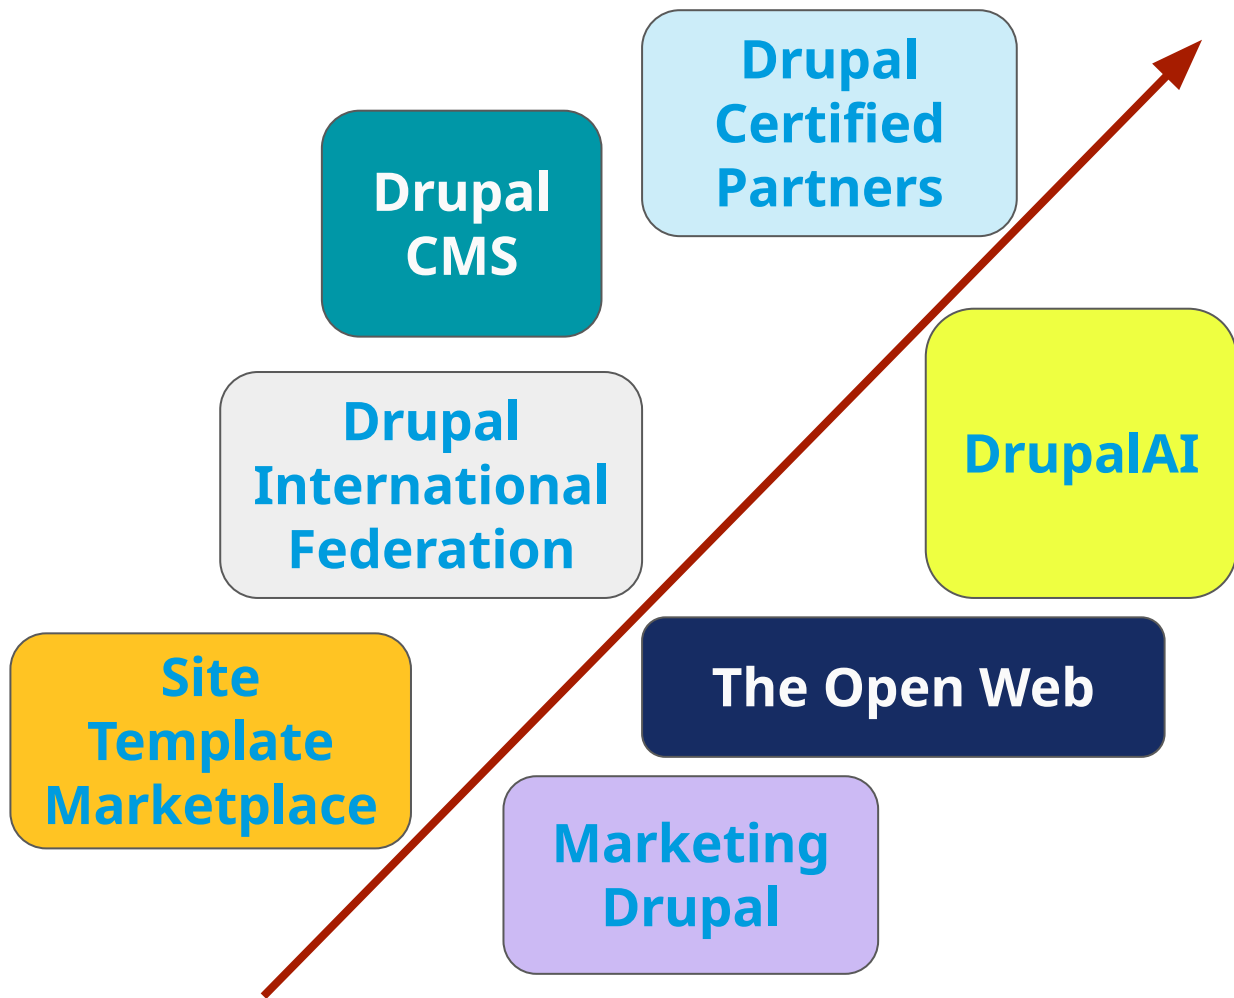 Drupal
Certified
Partners
Drupal
CMS
Drupal
International
Federation
DrupalAI
Site
Template
Marketplace
The Open Web
Marketing
Drupal